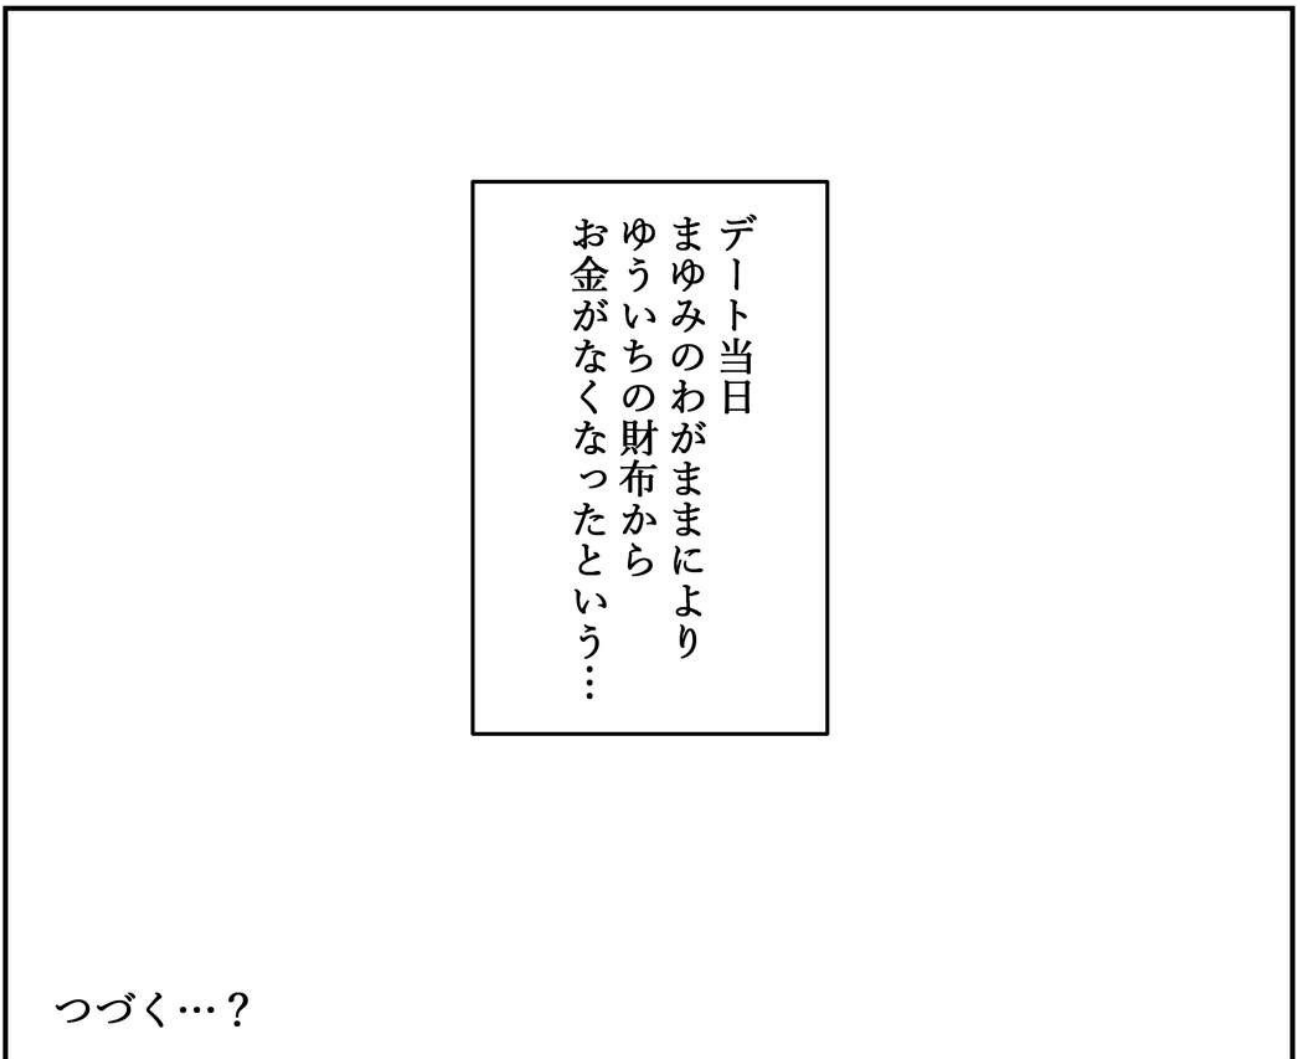 デート当日
まゆみのわがままにより
ゆういちの財布から
お金がなくなったという…
つづく…？